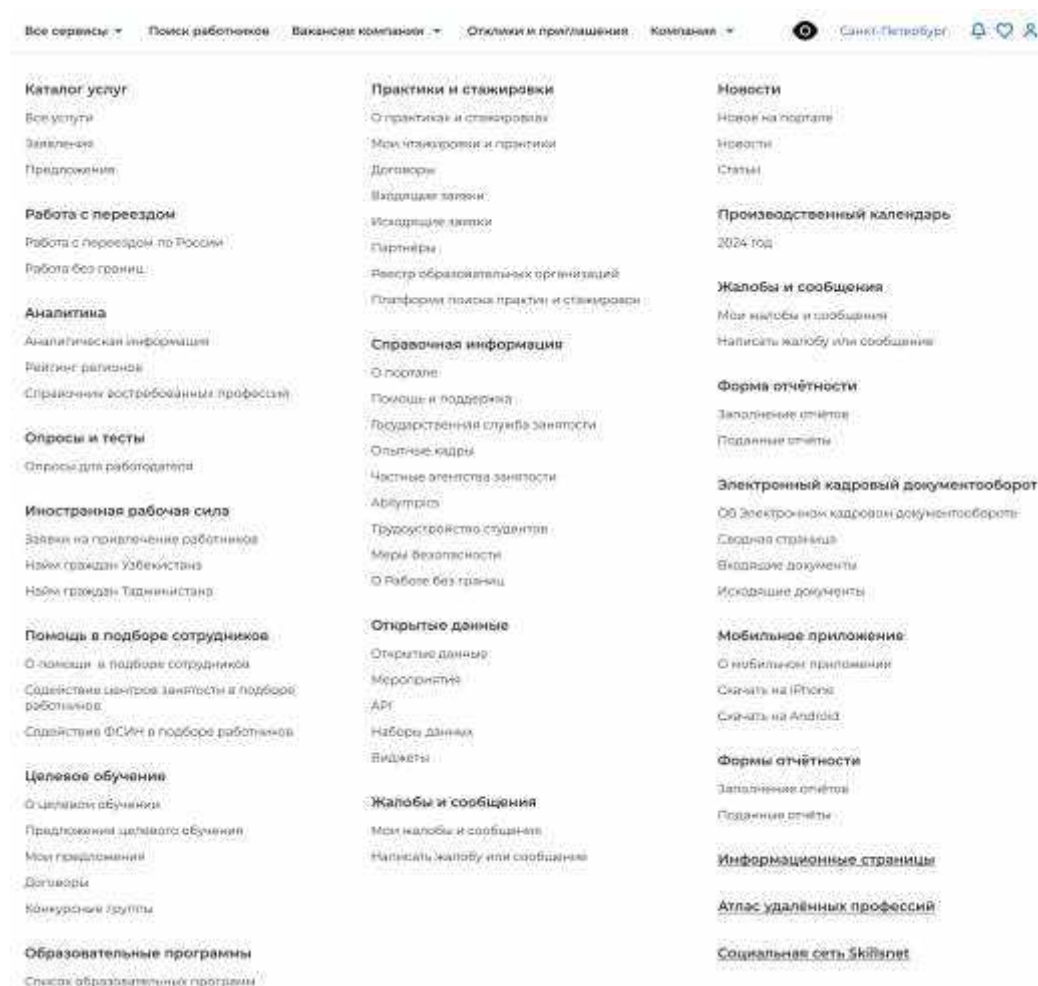 Все сервисы
Поиск работников
Вакансии компании
Отклики и приглашения
Компания
Санкт-Петербург
Каталог услуг
Все услуги
Заявления
Предложения
Работа с переездом
Работа с переездом по России
Работа без границ
Аналитика
Аналитическая информация
Рейтинг регионов
Справочник востребованных профессий
Опросы и тесты
Опросы для работодателя
Иностранная рабочая сила
Заявки на привлечение работников
Найм граждан Узбекистана
Найм граждан Таджикистана
Помощь в подборе сотрудников
О помощи в подборе сотрудников
Содействие центров занятости в подборе
работников
Содействие ФСИН в подборе работников
Целевое обучение
О целевом обучении
Предложения целевого обучения
Мои предложения
Договоры
Конкурсные группы
Образовательные программы
Список образовательных программ
Практики и стажировки
О практиках и стажировках
Мои стажировки и практики
Договоры
Входящие заявки
Исходящие заявки
Партнёры
Реестр образовательных организаций
Платформы поиска практик и стажировок
Справочная информация
О портале
Помощь и поддержка
Государственная служба занятости
Опытные кадры
Частные агентства занятости
Abilympics
Трудоустройство студентов
Меры безопасности
О Работе без границ
Открытые данные
Открытые данные
Мероприятия
API
Наборы данных
Виджеты
Жалобы и сообщения
Мои жалобы и сообщения
Написать жалобу или сообщение
Новости
Новое на портале
Новости
Статьи
Производственный календарь
2024 год
Жалобы и сообщения
Мои жалобы и сообщения
Написать жалобу или сообщение
Форма отчётности
Заполнение отчётов
Поданные отчёты
Электронный кадровый документооборот
Об Электронном кадровом документообороте
Сводная страница
Входящие документы
Исходящие документы
Мобильное приложение
О мобильном приложении
Скачать на iPhone
Скачать на Android
Формы отчётности
Заполнение отчётов
Поданные отчёты
Информационные страницы
Атлас удалённых профессий
Социальная сеть Skillsnet